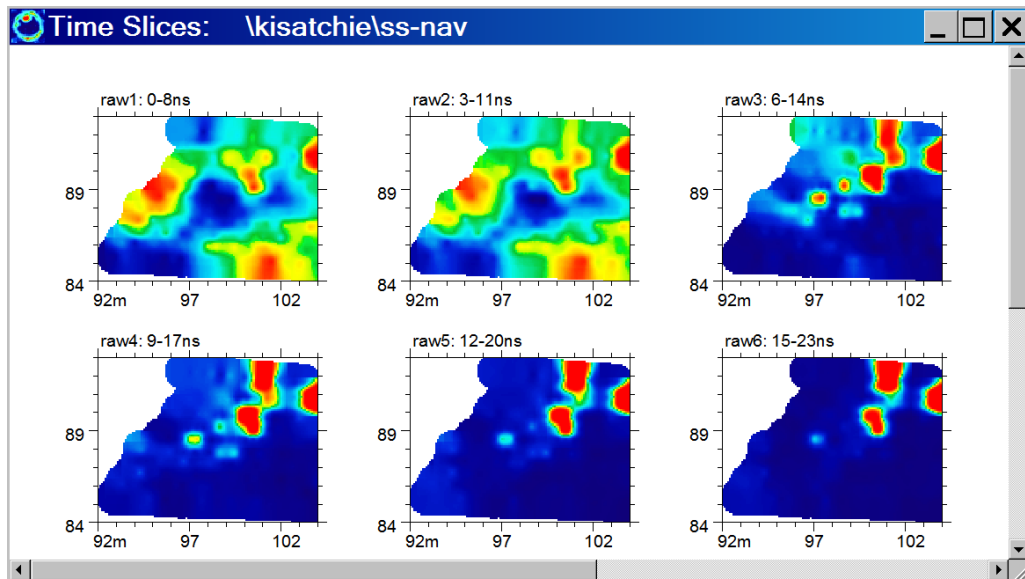 Time Slices: \kisatchie\ss-nav
raw1: 0-8ns
89
84
92m 97 102
raw2: 3-11ns
89
84
92m 97 102
raw3: 6-14ns
89
84
92m 97 102
raw4: 9-17ns
89
84
92m 97 102
raw5: 12-20ns
89
84
92m 97 102
raw6: 15-23ns
89
84
92m 97 102